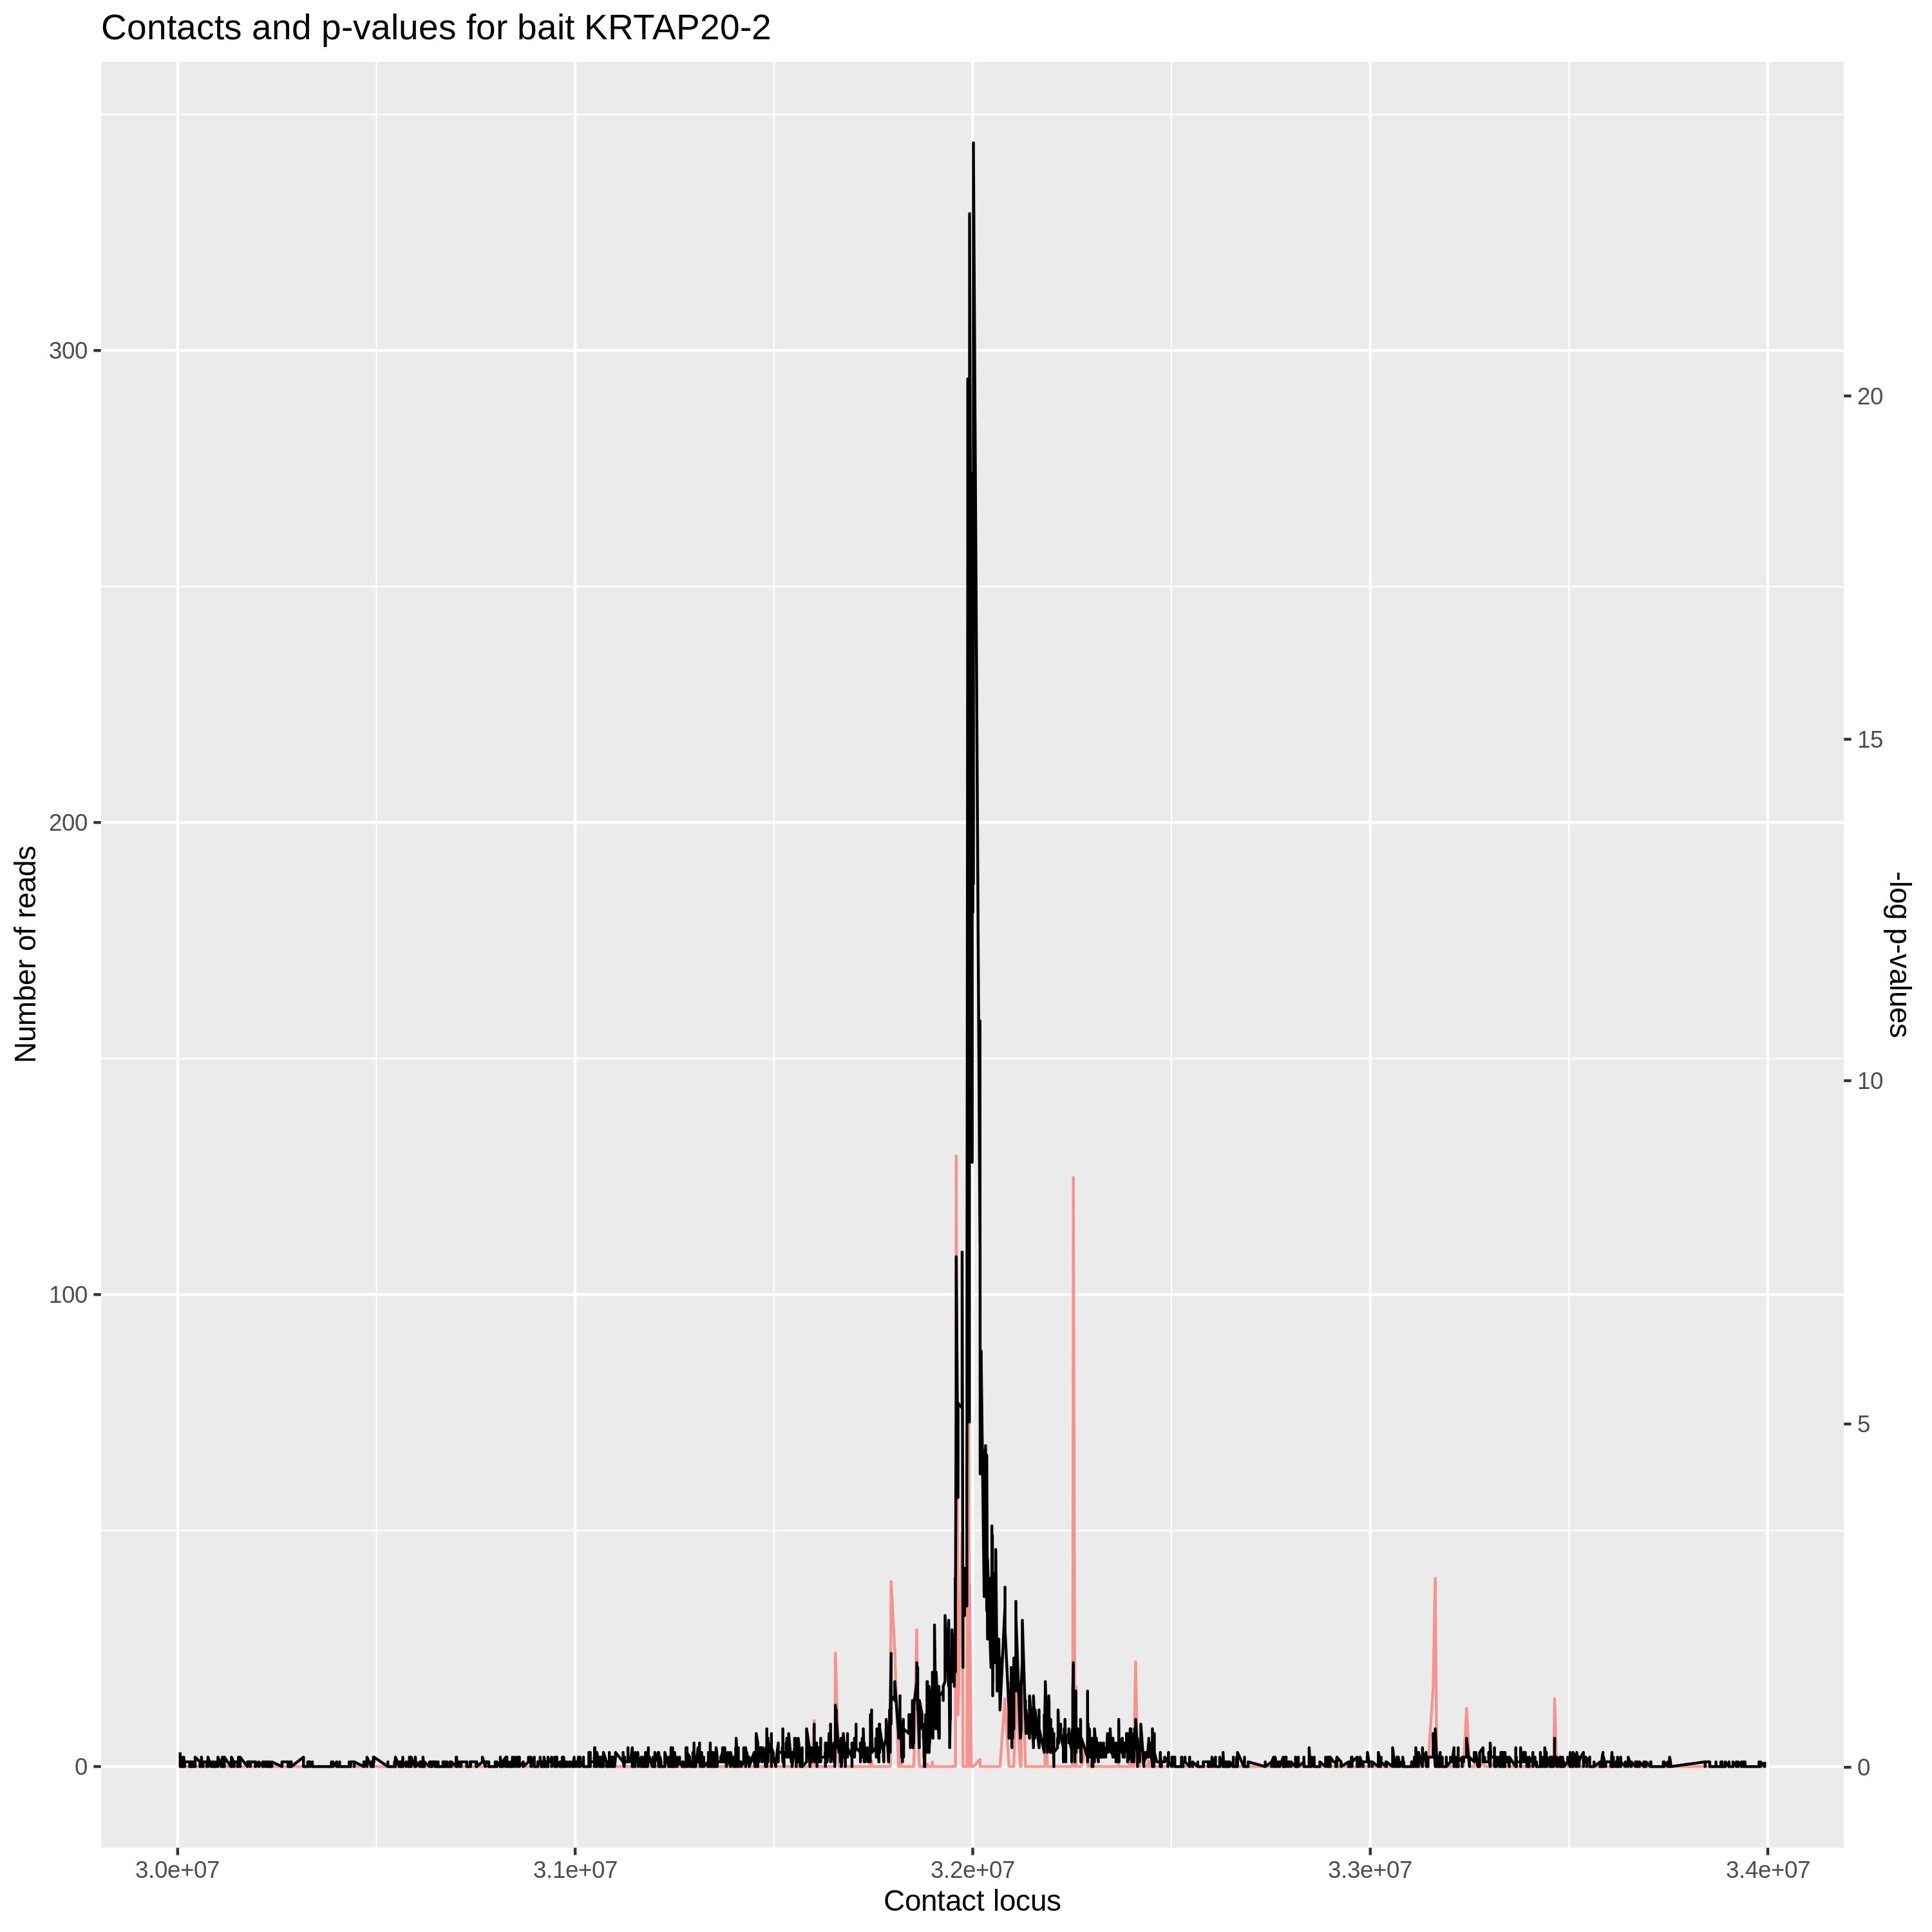 Contacts and p-values for bait KRTAP20-2
300
200
100
0
Number of reads
20
15
10
5
0
-log p-values
3.0e+07 3.1e+07 3.2e+07 3.3e+07 3.4e+07
Contact locus